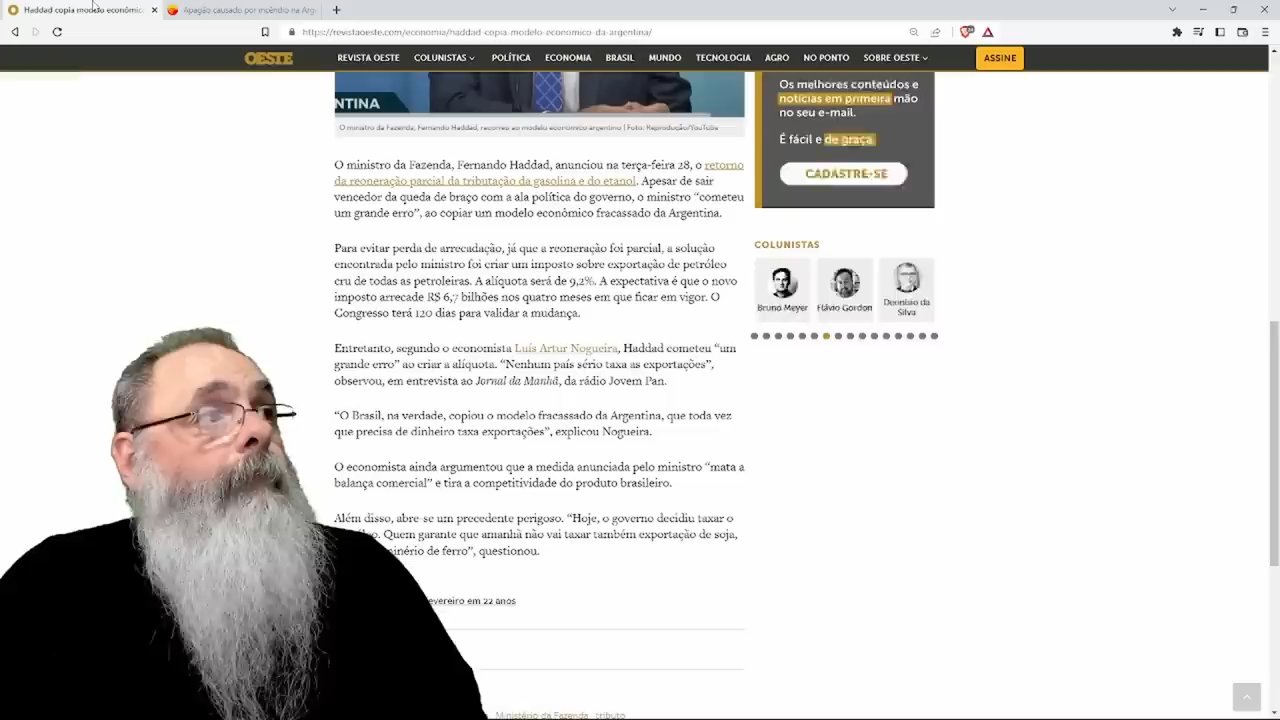 Haddad copia modelo econômic
Apagão causado por incêndio na Arg
https://revistaoeste.com/economia/haddad-copia-modelo-economico-da-argentina/
OESTE
REVISTA OESTE
COLUNISTAS
POLÍTICA
ECONOMIA
BRASIL
MUNDO
TECNOLOGIA
AGRO
NO PONTO
SOBRE OESTE
ASSINE
NTINA
O ministro da Fazenda, Fernando Haddad, recorreu ao modelo econômico argentino | Foto: Reprodução/YouTube
O ministro da Fazenda, Fernando Haddad, anunciou na terça-feira 28, o retorno
da reoneração parcial da tributação da gasolina e do etanol. Apesar de sair
vencedor da queda de braço com a ala política do governo, o ministro “cometeu
um grande erro”, ao copiar um modelo econômico fracassado da Argentina.
Para evitar perda de arrecadação, já que a reoneração foi parcial, a solução
encontrada pelo ministro foi criar um imposto sobre exportação de petróleo
cru de todas as petroleiras. A alíquota será de 9,2%. A expectativa é que o novo
imposto arrecade R$ 6,7 bilhões nos quatro meses em que ficar em vigor. O
Congresso terá 120 dias para validar a mudança.
Entretanto, segundo o economista Luís Artur Nogueira, Haddad cometeu “um
grande erro” ao criar a alíquota. “Nenhum país sério taxa as exportações”,
observou, em entrevista ao Jornal da Manhã, da rádio Jovem Pan.
“O Brasil, na verdade, copiou o modelo fracassado da Argentina, que toda vez
que precisa de dinheiro taxa exportações”, explicou Nogueira.
O economista ainda argumentou que a medida anunciada pelo ministro “mata a
balança comercial” e tira a competitividade do produto brasileiro.
Além disso, abre-se um precedente perigoso. “Hoje, o governo decidiu taxar o
leo. Quem garante que amanhã não vai taxar também exportação de soja,
inério de ferro”, questionou.
evereiro em 22 anos
Ministério da Fazenda tributo
Os melhores conteúdos e
notícias em primeira mão
no seu e-mail.
É fácil e de graça
CADASTRE-SE
COLUNISTAS
Bruno Meyer
Flávio Gordon
Dionísio da
Silva